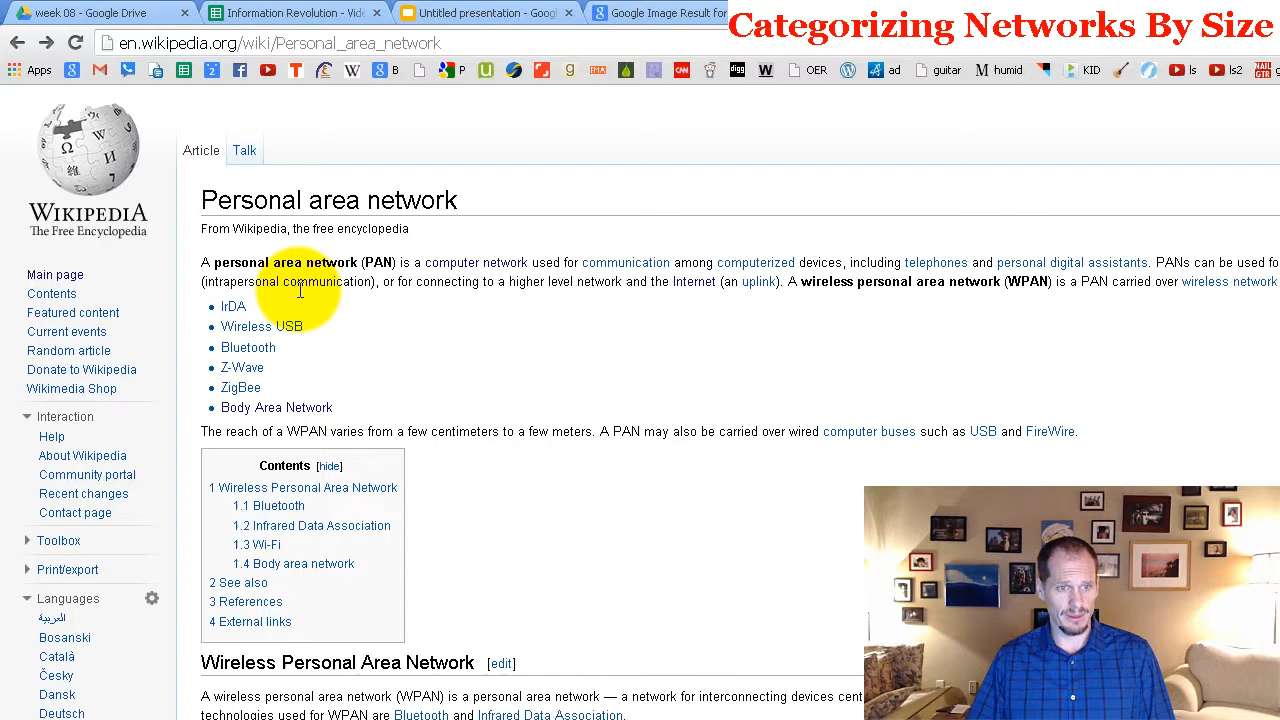 week 08 - Google Drive
Information Revolution - Vide
Untitled presentation - Goog
Google Image Result
Categorizing Networks By Size
en.wikipedia.org/wiki/Personal_area_network
Apps
B
P
OER
ad
guitar
humid
KID
ls
ls2
NAIL
GTR
Article
Talk
WIKIPEDIA
The Free Encyclopedia
Main page
Contents
Featured content
Current events
Random article
Donate to Wikipedia
Wikimedia Shop
Interaction
Help
About Wikipedia
Community portal
Recent changes
Contact page
Toolbox
Print/export
Languages
العربية
Bosanski
Català
Česky
Dansk
Deutsch
Personal area network
From Wikipedia, the free encyclopedia
A personal area network (PAN) is a computer network used for communication among computerized devices, including telephones and personal digital assistants. PANs can be used fo
(intrapersonal communication), or for connecting to a higher level network and the Internet (an uplink). A wireless personal area network (WPAN) is a PAN carried over wireless network
IrDA
Wireless USB
Bluetooth
Z-Wave
ZigBee
Body Area Network
The reach of a WPAN varies from a few centimeters to a few meters. A PAN may also be carried over wired computer buses such as USB and FireWire.
Contents [hide]
1 Wireless Personal Area Network
1.1 Bluetooth
1.2 Infrared Data Association
1.3 Wi-Fi
1.4 Body area network
2 See also
3 References
4 External links
Wireless Personal Area Network [edit]
A wireless personal area network (WPAN) is a personal area network — a network for interconnecting devices cent
technologies used for WPAN are Bluetooth and Infrared Data Association.